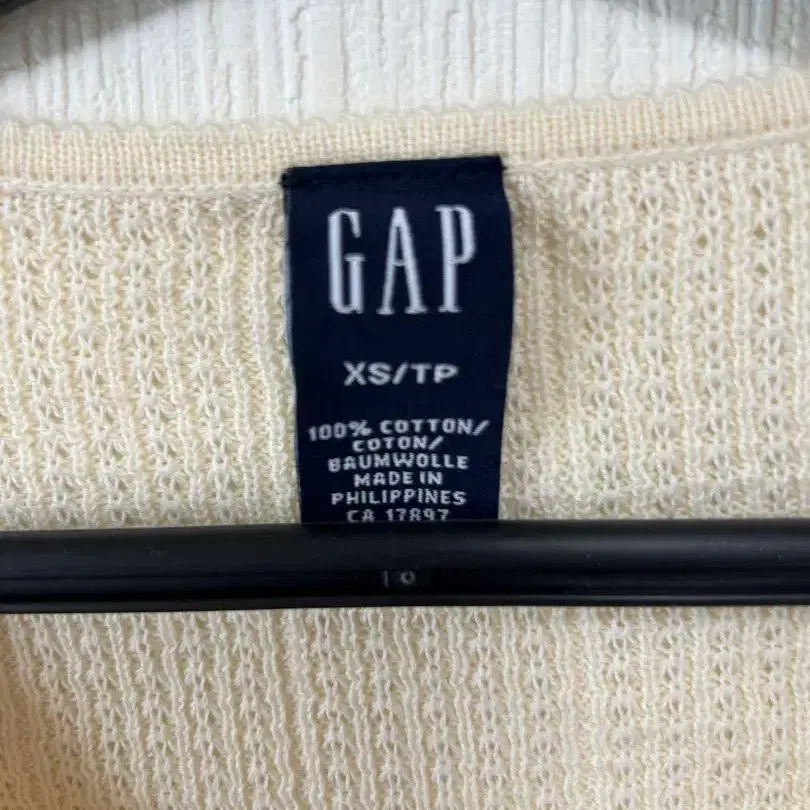 GAP
XS/TP
100% COTTON/
COTON/
BAUMWOLLE
MADE IN
PHILIPPINES
CA 17897